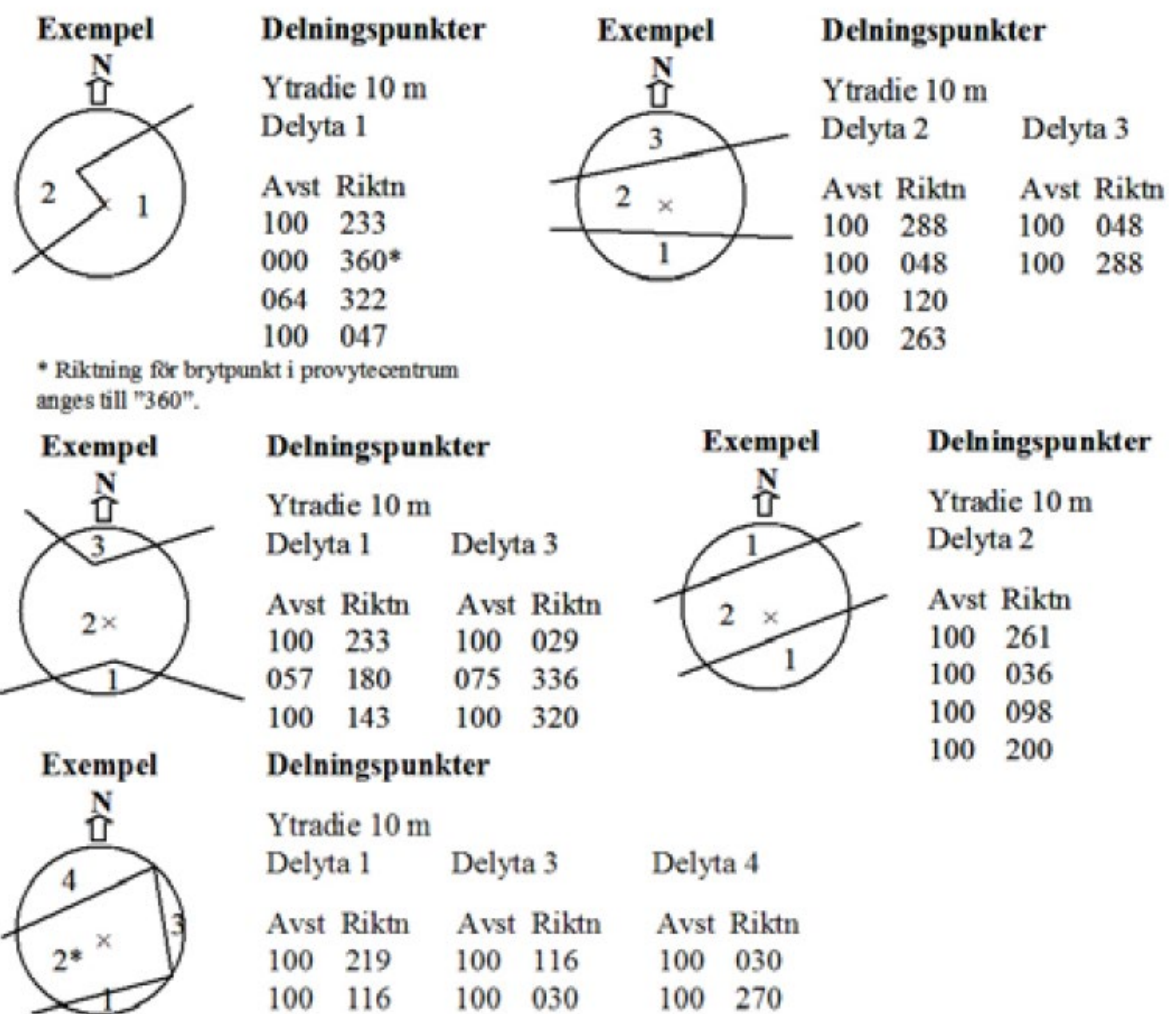 Exempel
N
2
1
Delningspunkter
Ytradie 10 m
Delyta 1
Avst Riktn
100 233
000 360*
064 322
100 047
* Riktning för brytpunkt i provytecentrum
anges till ”360”.
Exempel
N
3
2
1
Delningspunkter
Ytradie 10 m
Delyta 2 Delyta 3
Avst Riktn Avst Riktn
100 288 100 048
100 048 100 288
100 120
100 263
Exempel
N
3
2
1
Delningspunkter
Ytradie 10 m
Delyta 1 Delyta 3
Avst Riktn Avst Riktn
100 233 100 029
057 180 075 336
100 143 100 320
Exempel
N
1
2
1
Delningspunkter
Ytradie 10 m
Delyta 2
Avst Riktn
100 261
100 036
100 098
100 200
Exempel
N
4
3
2*
1
Delningspunkter
Ytradie 10 m
Delyta 1 Delyta 3 Delyta 4
Avst Riktn Avst Riktn Avst Riktn
100 219 100 116 100 030
100 116 100 030 100 270